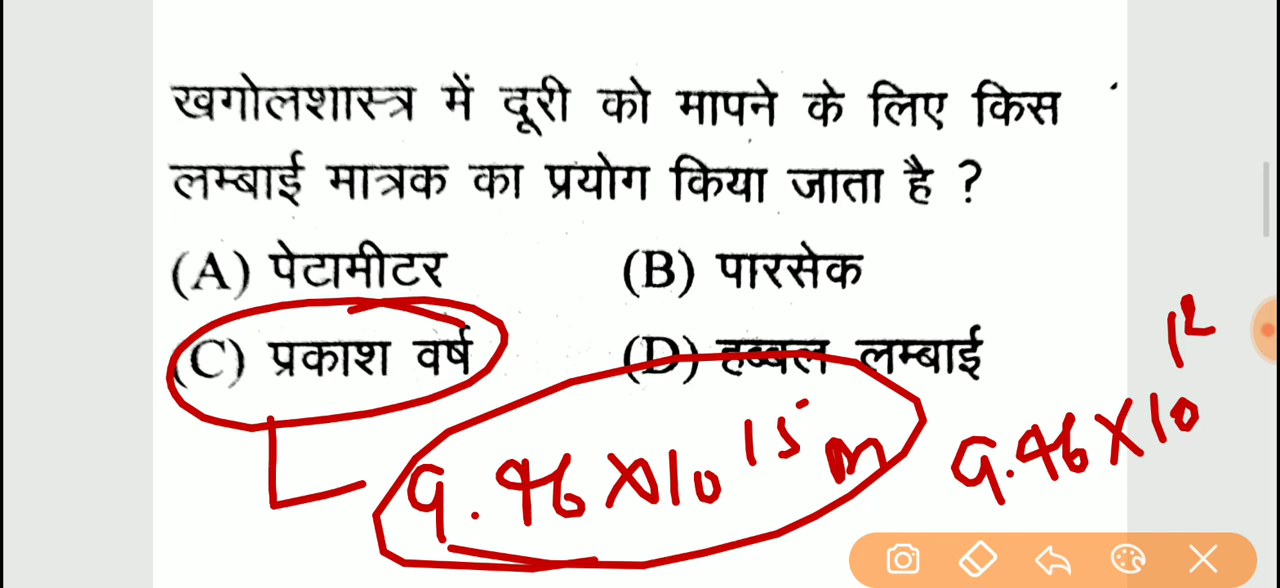 खगोलशास्त्र में दूरी को मापने के लिए किस
लम्बाई मात्रक का प्रयोग किया जाता है ?
(A) पेटामीटर (B) पारसेक
(C) प्रकाश वर्ष (D) हब्बल लम्बाई
9.46 × 10 15 m 9.46 × 10 12